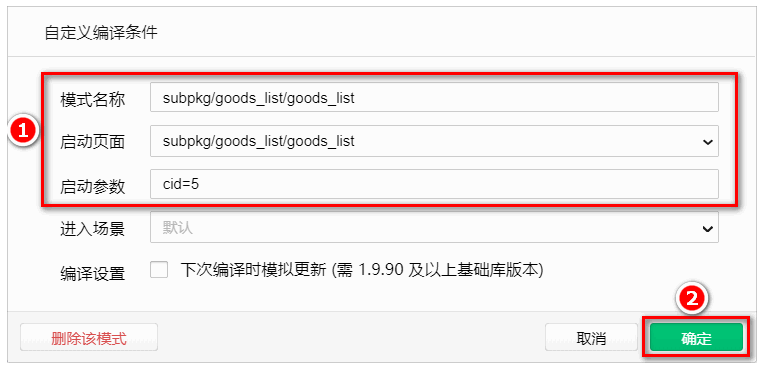 自定义编译条件
1
模式名称 subpkg/goods_list/goods_list
启动页面 subpkg/goods_list/goods_list
启动参数 cid=5
进入场景 默认
编译设置 下次编译时模拟更新 (需 1.9.90 及以上基础库版本)
2
删除该模式 取消 确定